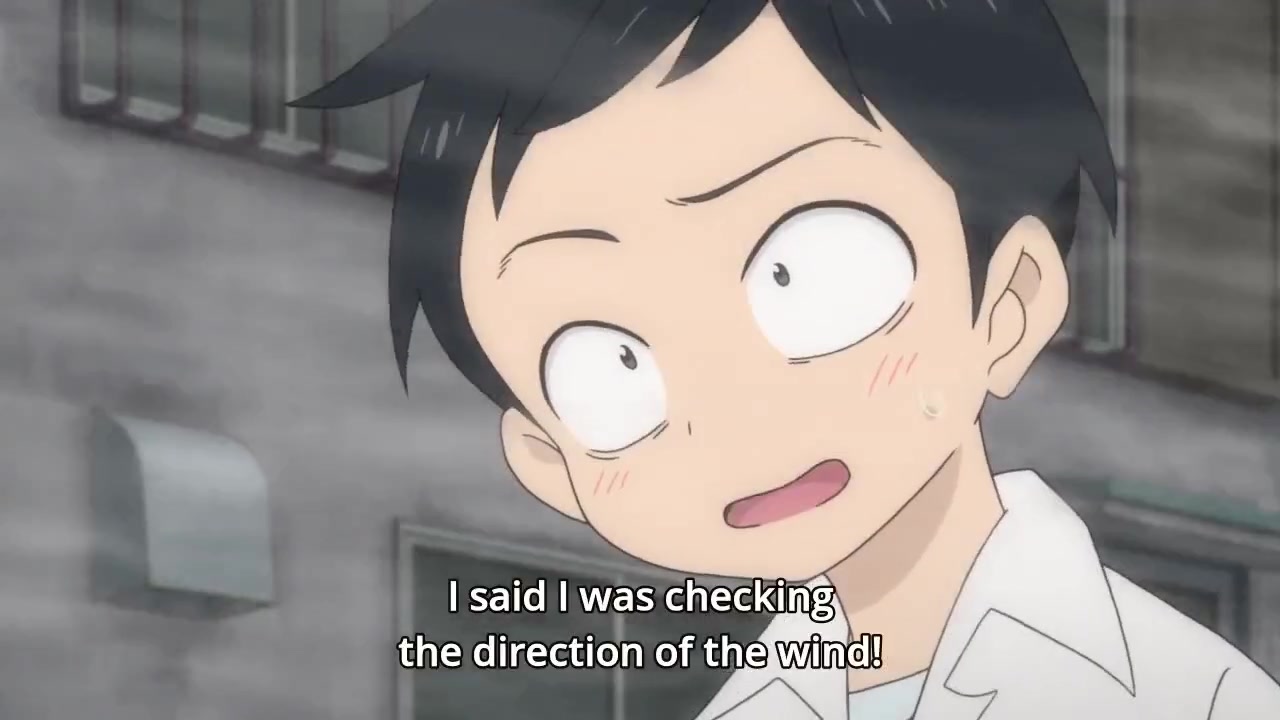 I said I was checking
the direction of the wind!